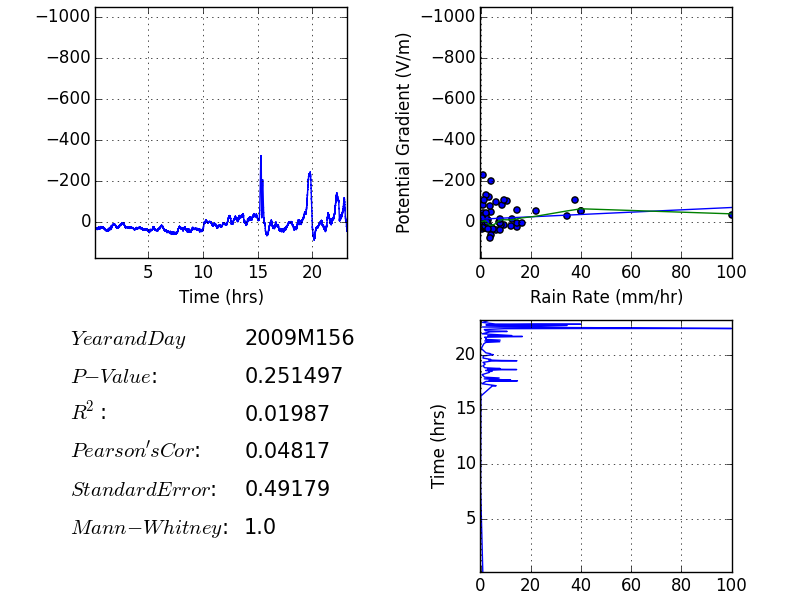 −1000
−800
−600
−400
−200
0
5 10 15 20
Time (hrs)
Potential Gradient (V/m)
−1000
−800
−600
−400
−200
0
0 20 40 60 80 100
Rain Rate (mm/hr)
YearandDay 2009M156
P−Value: 0.251497
R²: 0.01987
Pearson′sCor: 0.04817
StandardError: 0.49179
Mann−Whitney: 1.0
Time (hrs)
20
15
10
5
0 20 40 60 80 100